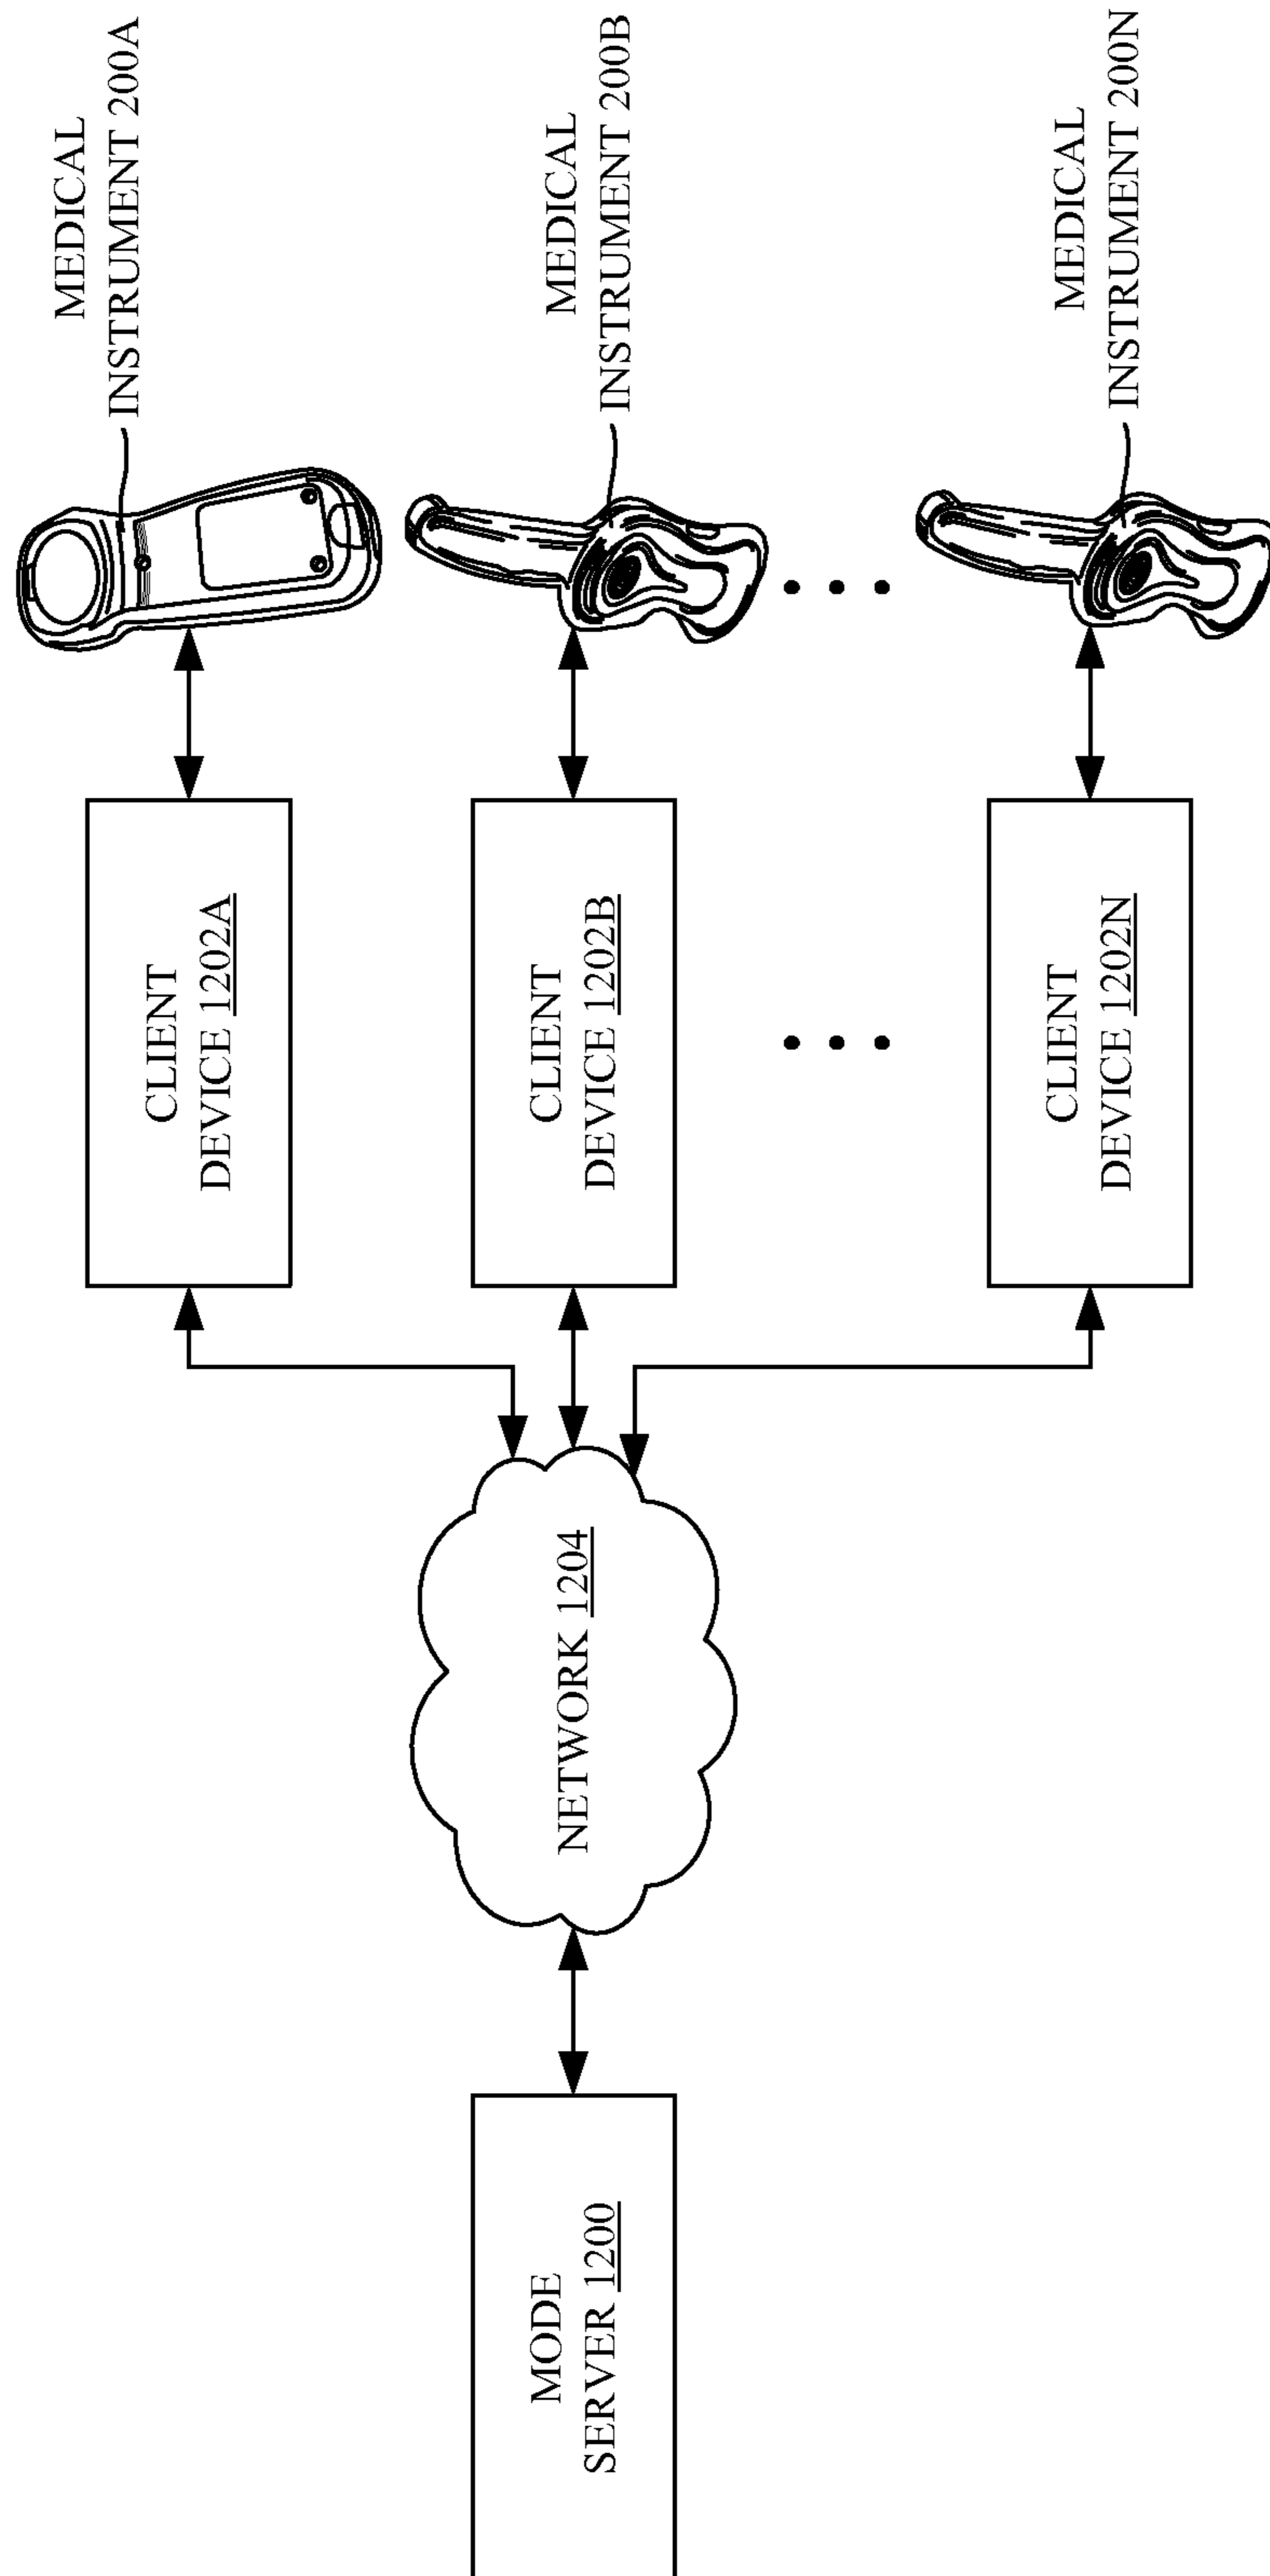 MEDICAL
INSTRUMENT 200A
MEDICAL
INSTRUMENT 200B
MEDICAL
INSTRUMENT 200N
CLIENT
DEVICE 1202A
CLIENT
DEVICE 1202B
CLIENT
DEVICE 1202N
NETWORK 1204
MODE
SERVER 1200